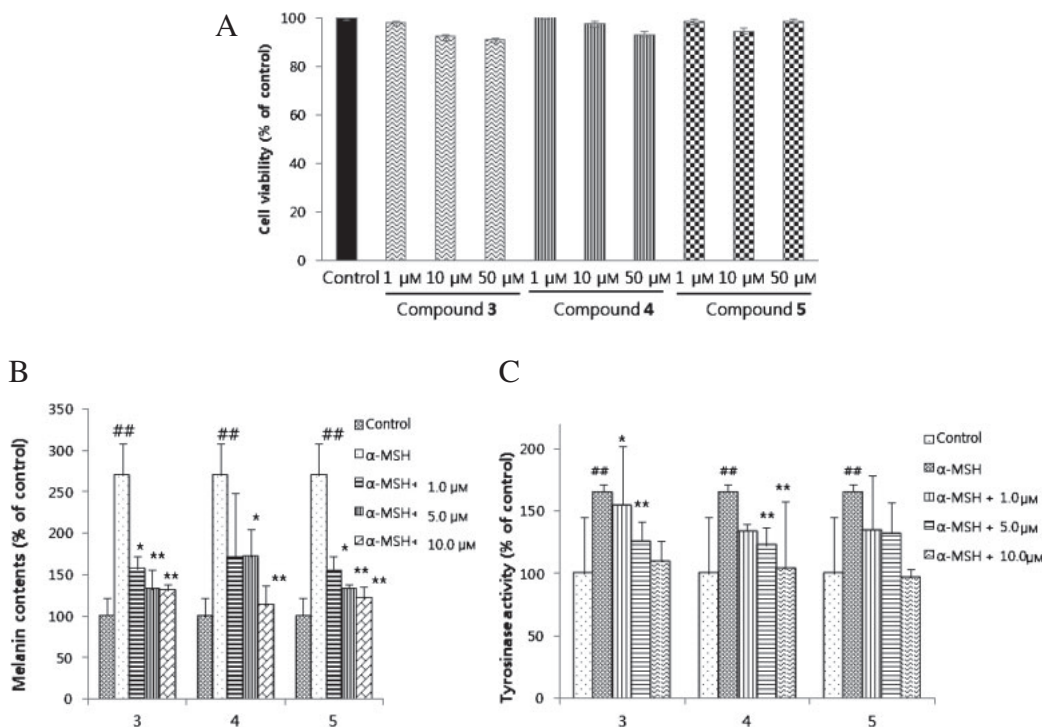 A
Cell viability (% of control)
100
80
60
40
20
0
Control 1 μM 10 μM 50 μM 1 μM 10 μM 50 μM 1 μM 10 μM 50 μM
Compound 3 Compound 4 Compound 5
B
Melanin contents (% of control)
350
300
250
200
150
100
50
0
## ## ##
* ** ** * ** * ** **
Control
α-MSH
α-MSH+ 1.0 μM
α-MSH+ 5.0 μM
α-MSH+ 10.0 μM
3 4 5
C
Tyrosinase activity (% of control)
200
150
100
50
0
## * ** ## ** ** ##
Control
α-MSH
α-MSH + 1.0μM
α-MSH + 5.0μM
α-MSH + 10.0μM
3 4 5